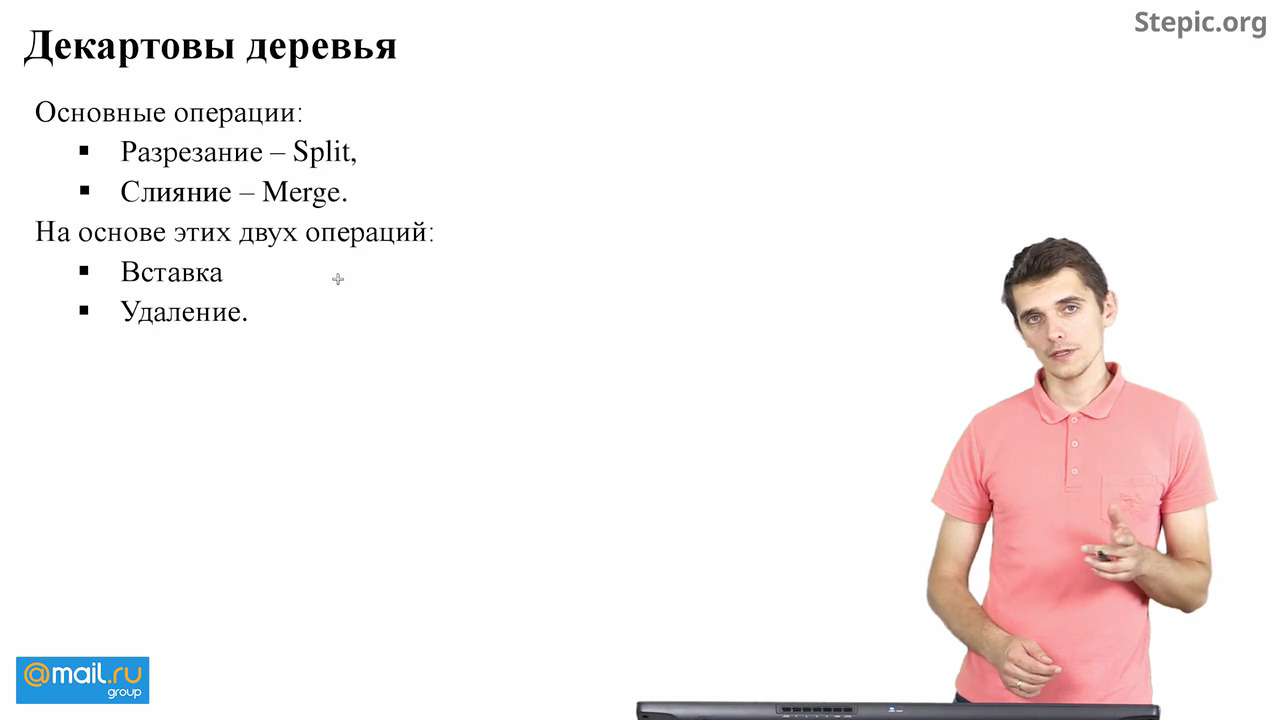 Stepic.org
Декартовы деревья
Основные операции:
▪ Разрезание – Split,
▪ Слияние – Merge.
На основе этих двух операций:
▪ Вставка
▪ Удаление.
@mail.ru
group